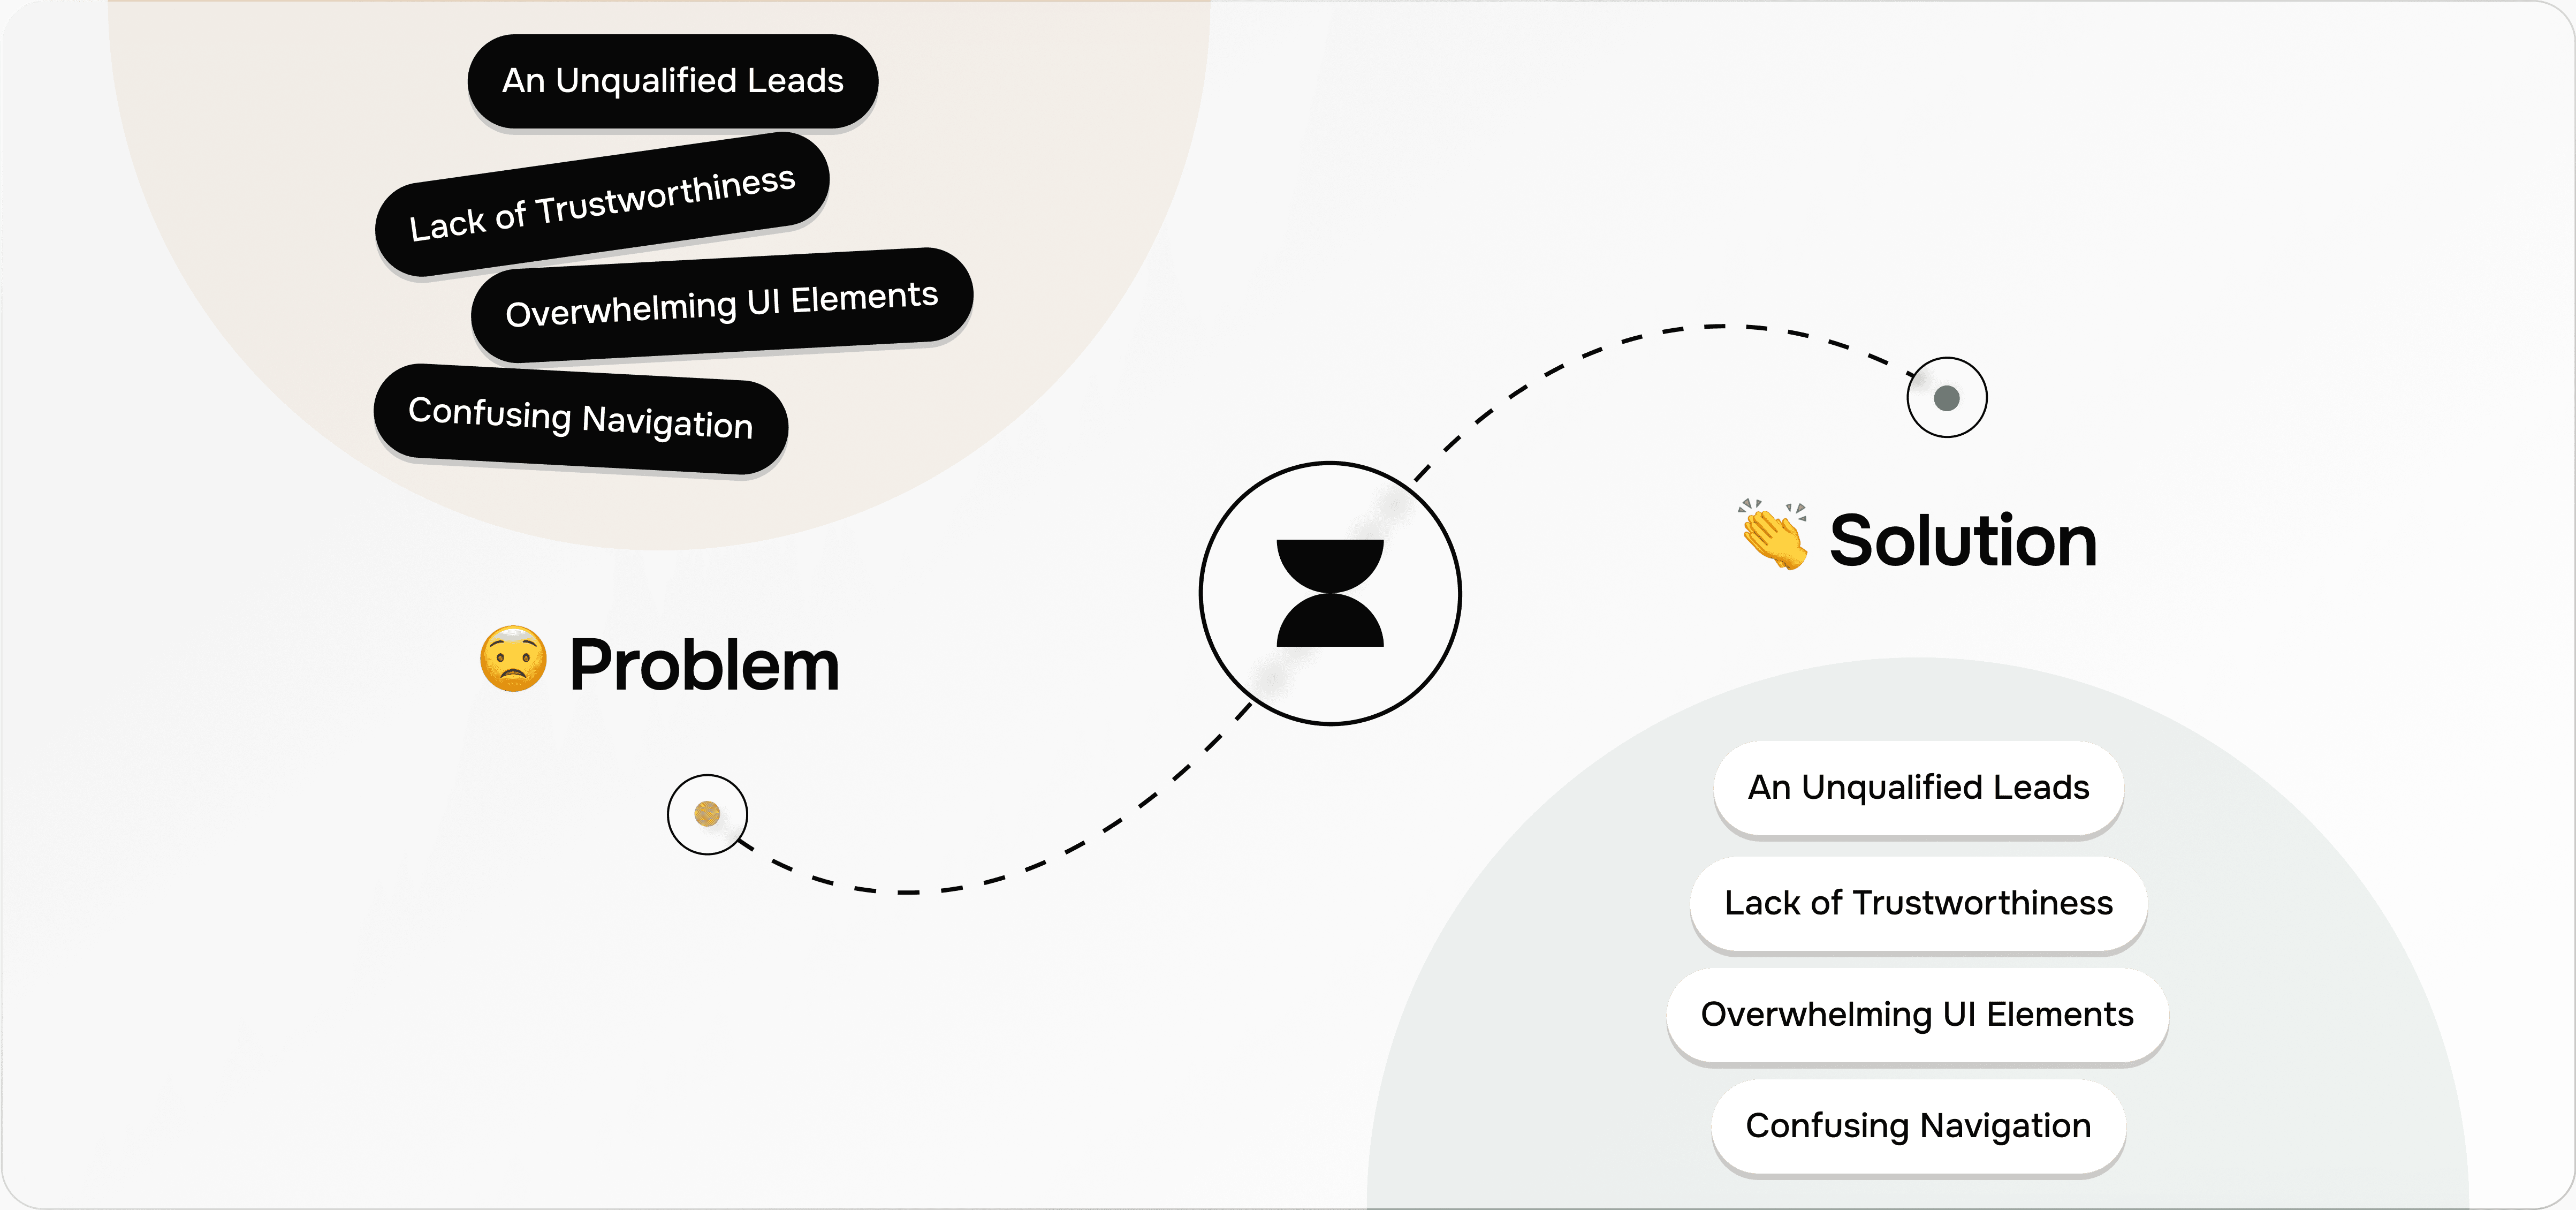 An Unqualified Leads
Lack of Trustworthiness
Overwhelming UI Elements
Confusing Navigation
Problem
Solution
An Unqualified Leads
Lack of Trustworthiness
Overwhelming UI Elements
Confusing Navigation